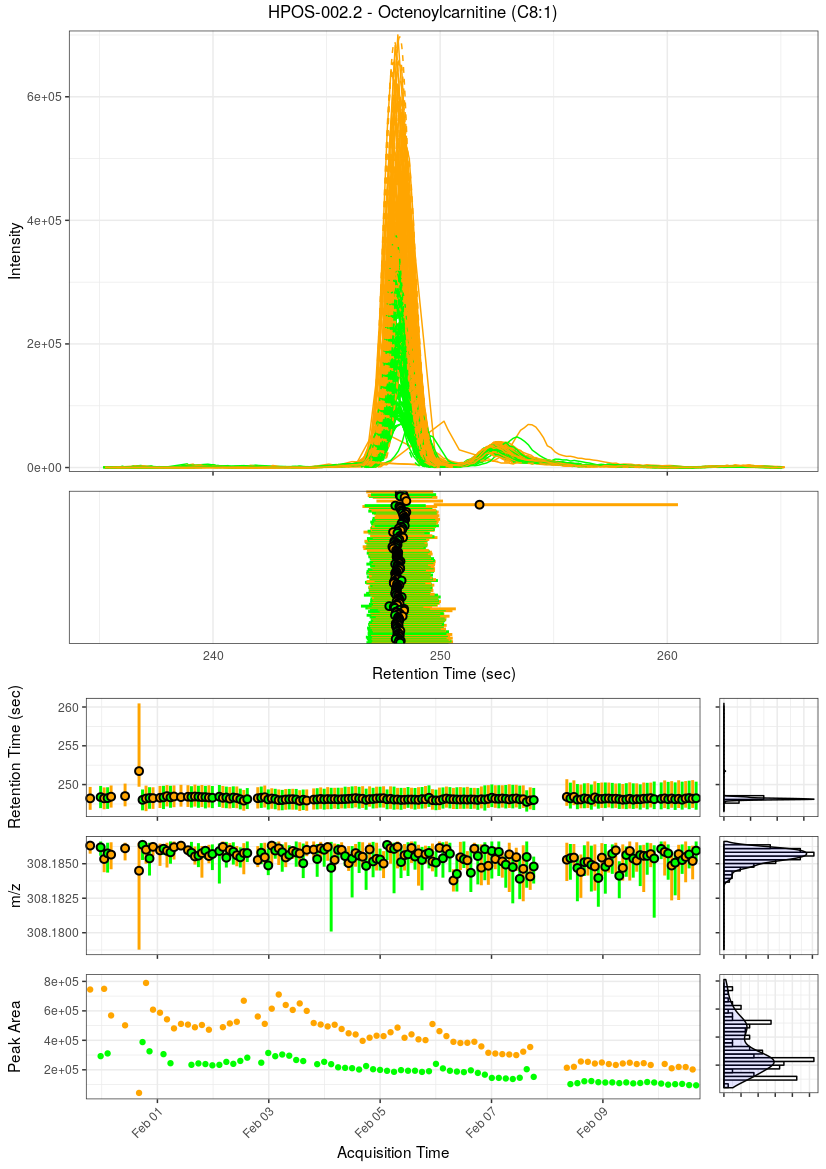 HPOS-002.2 - Octenoylcarnitine (C8:1)
Intensity
6e+05
4e+05
2e+05
0e+00
240
250
260
Retention Time (sec)
Retention Time (sec)
260
255
250
m/z
308.1850
308.1825
308.1800
Peak Area
8e+05
6e+05
4e+05
2e+05
Feb 01
Feb 03
Feb 05
Feb 07
Feb 09
Acquisition Time